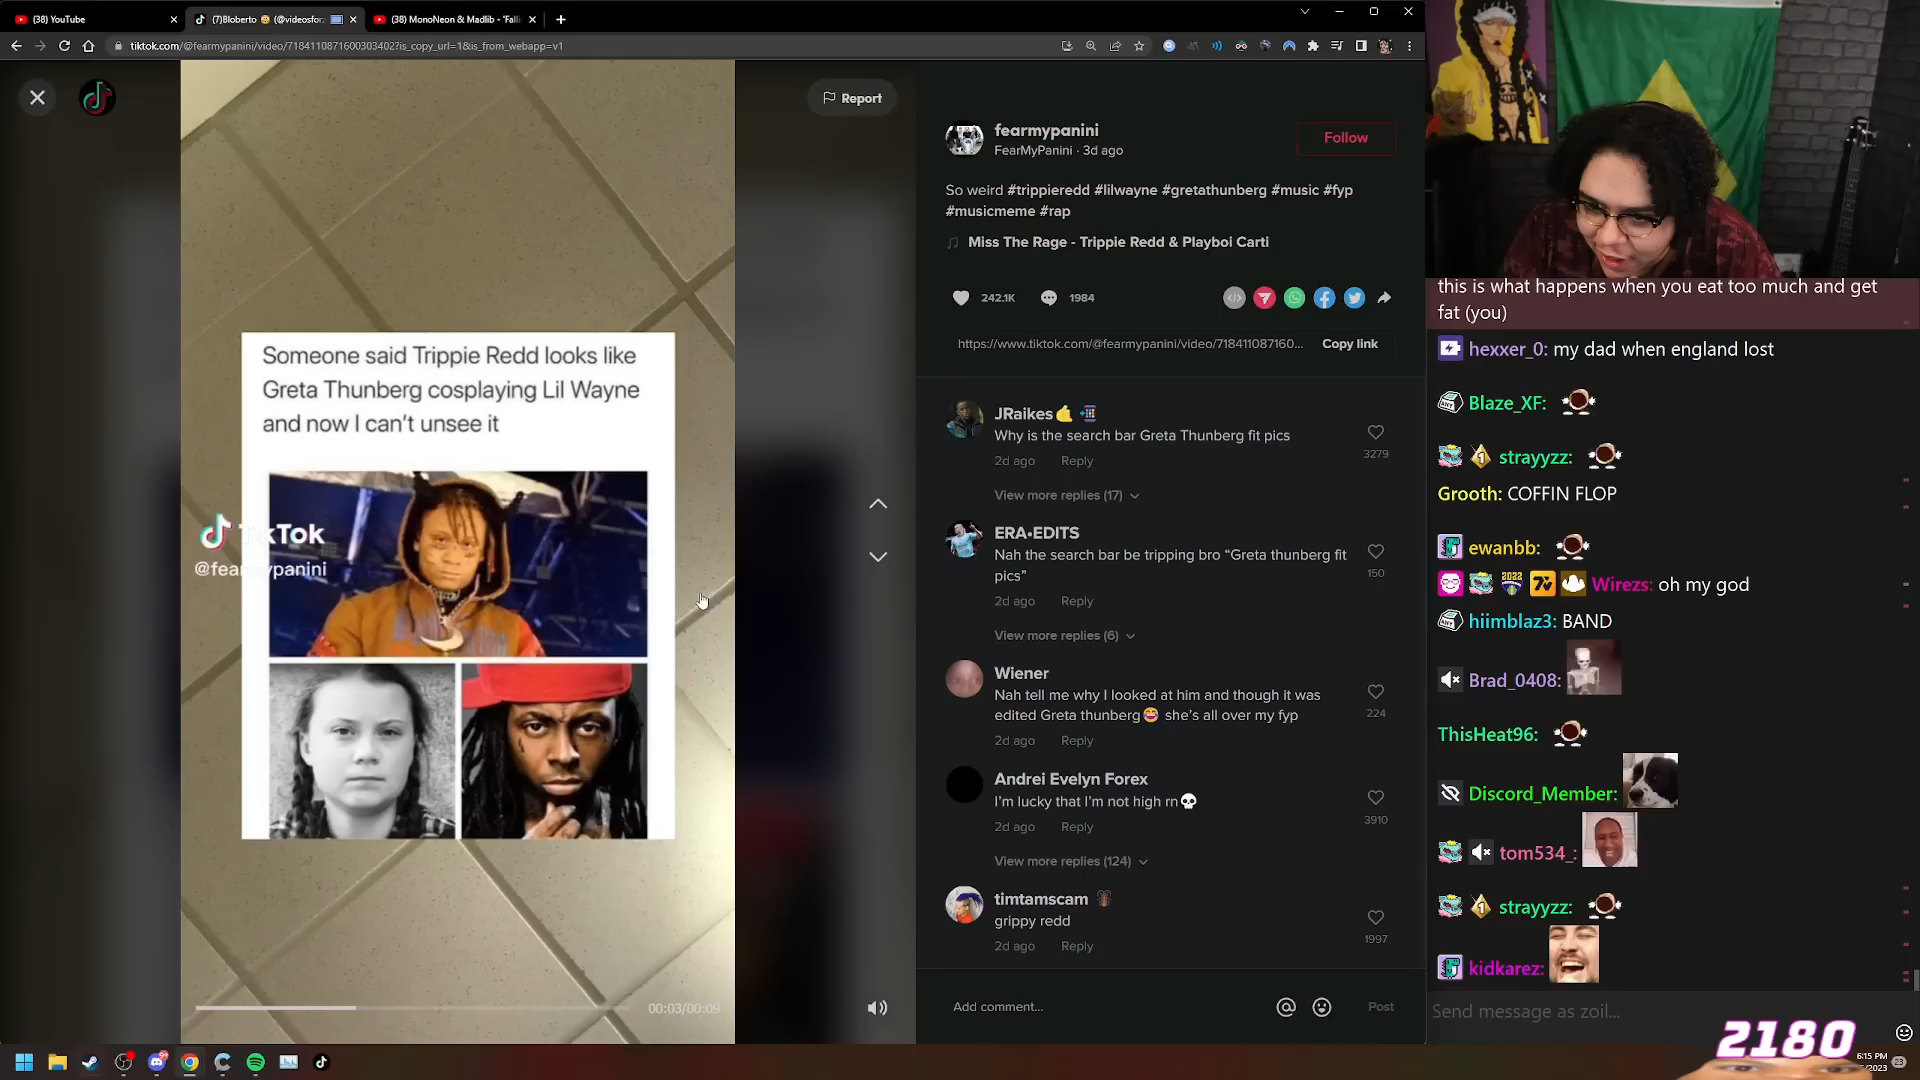 (38) YouTube
(7)Bloberto (@videosfor
(38) MonoNeon & Madlib - 'Falli
tiktok.com/@fearmypanini/video/7184110871600303402?is_copy_url=1&is_from_webapp=v1
Report
Someone said Trippie Redd looks like
Greta Thunberg cosplaying Lil Wayne
and now I can't unsee it
TikTok
@fearmypanini
00:03/00:09
fearmypanini
FearMyPanini · 3d ago
Follow
So weird #trippieredd #lilwayne #gretathunberg #music #fyp
#musicmeme #rap
Miss The Rage - Trippie Redd & Playboi Carti
242.1K
1984
https://www.tiktok.com/@fearmypanini/video/718411087160...
Copy link
JRaikes
Why is the search bar Greta Thunberg fit pics
3279
2d ago Reply
View more replies (17)
ERA•EDITS
Nah the search bar be tripping bro “Greta thunberg fit
pics”
150
2d ago Reply
View more replies (6)
Wiener
Nah tell me why I looked at him and though it was
edited Greta thunberg😂 she's all over my fyp
224
2d ago Reply
Andrei Evelyn Forex
I'm lucky that I'm not high rn💀
3910
2d ago Reply
View more replies (124)
timtamscam
grippy redd
1997
2d ago Reply
Add comment...
Post
this is what happens when you eat too much and get
fat (you)
hexxer_0: my dad when england lost
Blaze_XF:
strayyzz:
Grooth: COFFIN FLOP
ewanbb:
Wirezs: oh my god
hiimblaz3: BAND
Brad_0408:
ThisHeat96:
Discord_Member:
tom534_:
strayyzz:
kidkarez:
Send message as zoil...
2180
6:15 PM
/2023